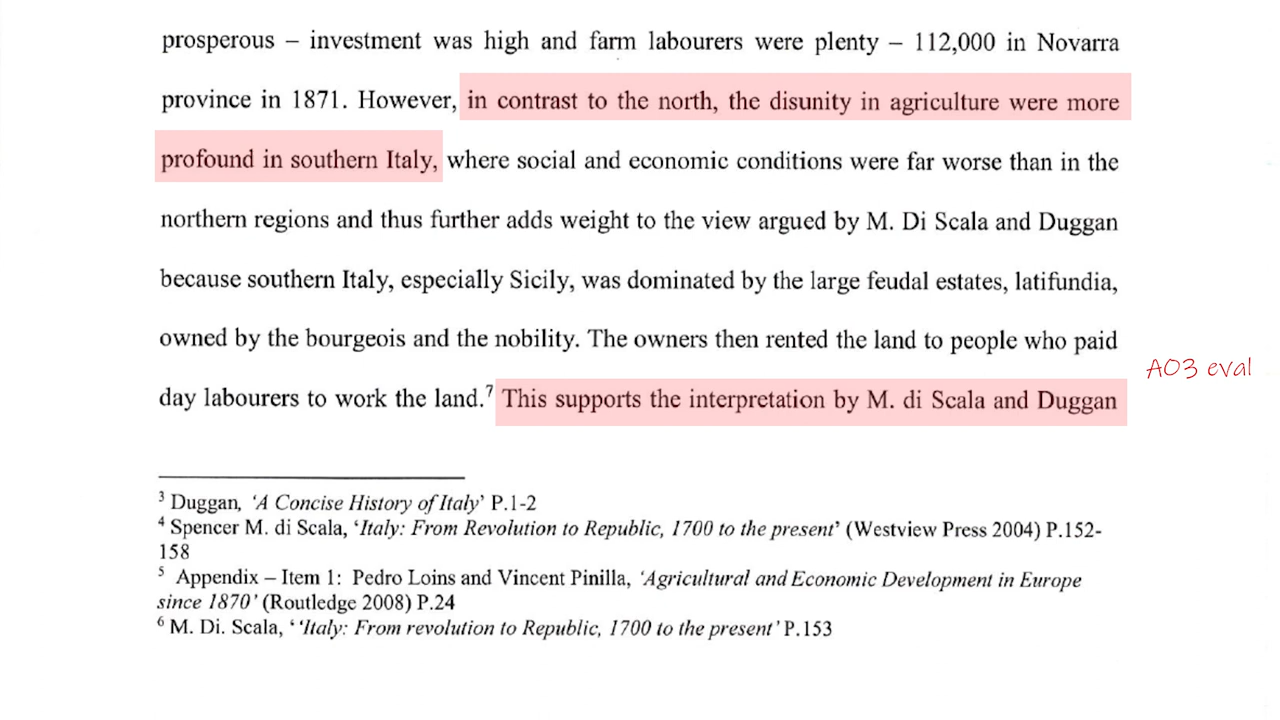 prosperous – investment was high and farm labourers were plenty – 112,000 in Novarra
province in 1871. However, in contrast to the north, the disunity in agriculture were more
profound in southern Italy, where social and economic conditions were far worse than in the
northern regions and thus further adds weight to the view argued by M. Di Scala and Duggan
because southern Italy, especially Sicily, was dominated by the large feudal estates, latifundia,
owned by the bourgeois and the nobility. The owners then rented the land to people who paid
day labourers to work the land.⁷ This supports the interpretation by M. di Scala and Duggan
AO3 eval
³ Duggan, ‘A Concise History of Italy’ P.1-2
⁴ Spencer M. di Scala, ‘Italy: From Revolution to Republic, 1700 to the present’ (Westview Press 2004) P.152-
158
⁵ Appendix – Item 1: Pedro Loins and Vincent Pinilla, ‘Agricultural and Economic Development in Europe
since 1870’ (Routledge 2008) P.24
⁶ M. Di. Scala, ‘‘Italy: From revolution to Republic, 1700 to the present’ P.153